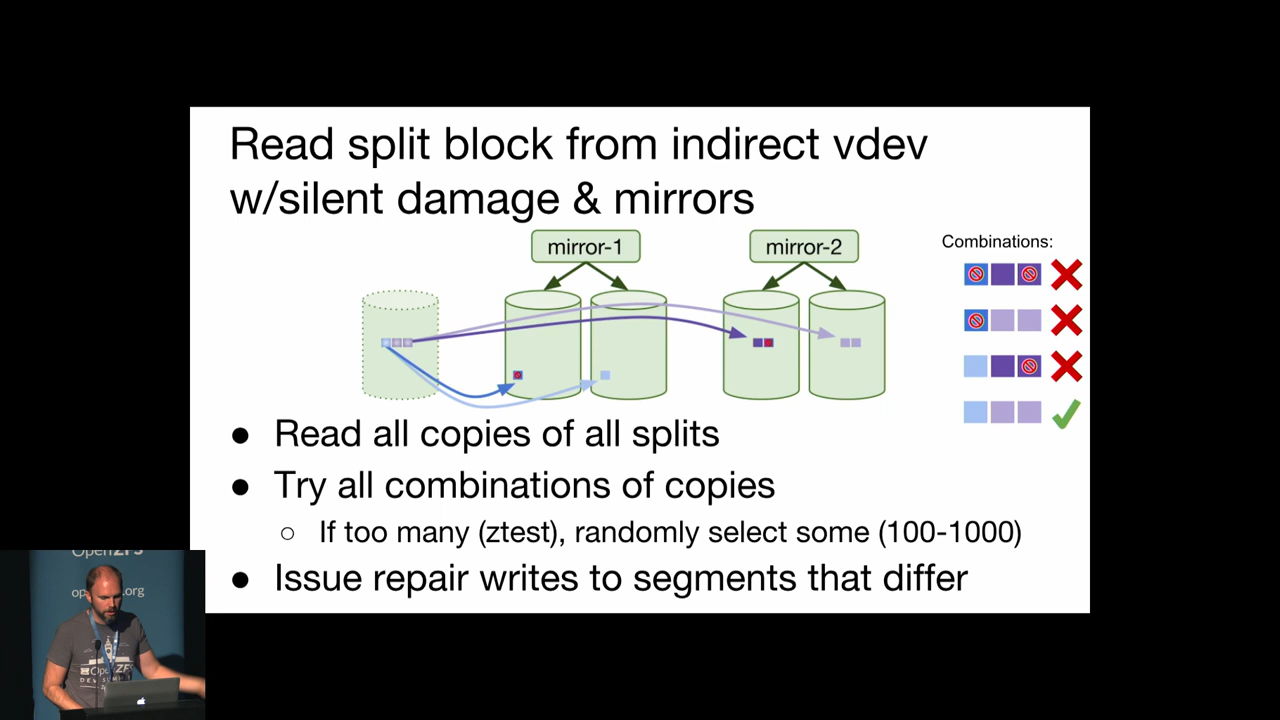 Read split block from indirect vdev
w/silent damage & mirrors
mirror-1
mirror-2
Combinations:
● Read all copies of all splits
● Try all combinations of copies
○ If too many (ztest), randomly select some (100-1000)
● Issue repair writes to segments that differ
OpenZFS
.org
OpenZFS